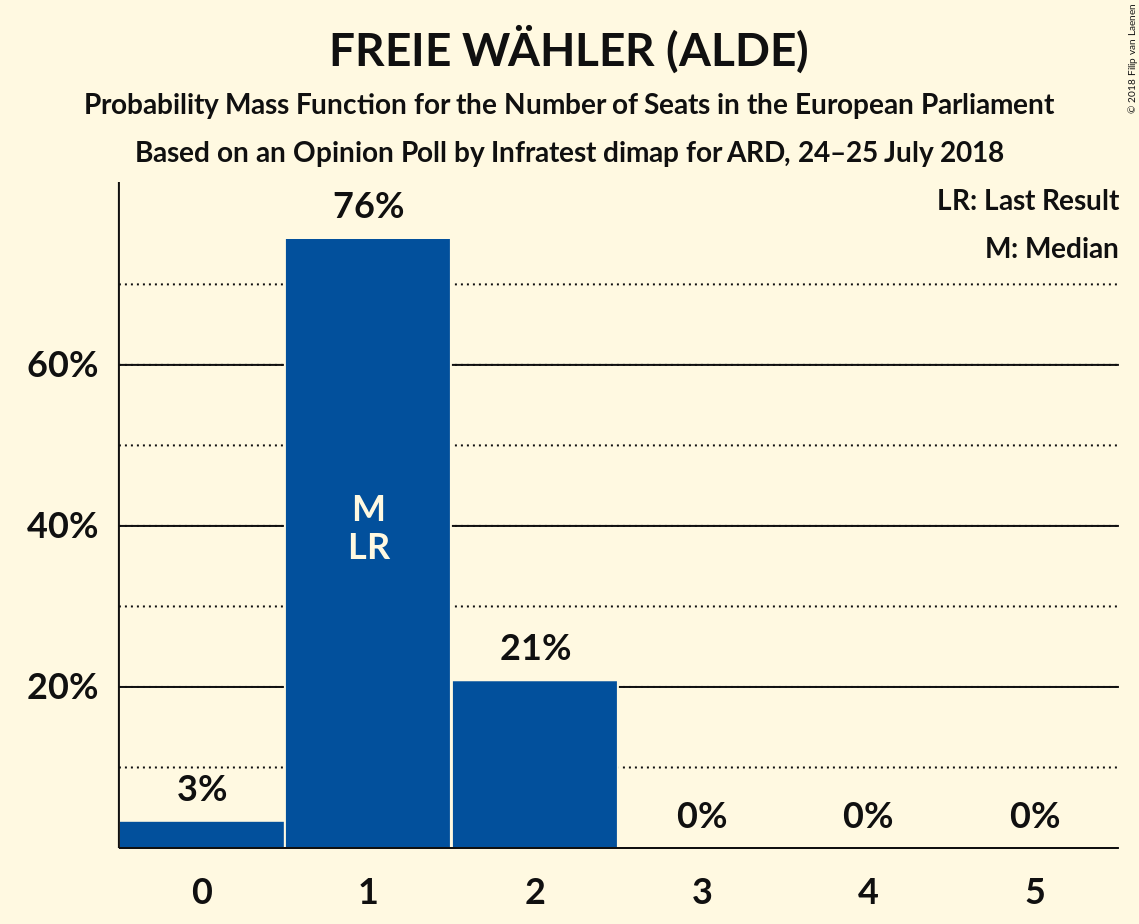 FREIE WÄHLER (ALDE)
Probability Mass Function for the Number of Seats in the European Parliament
Based on an Opinion Poll by Infratest dimap for ARD, 24–25 July 2018
© 2018 Filip van Laenen
LR: Last Result
M: Median
76%
60%
M
40%
LR
21%
20%
3%
0%
0%
0%
0
1
2
3
4
5